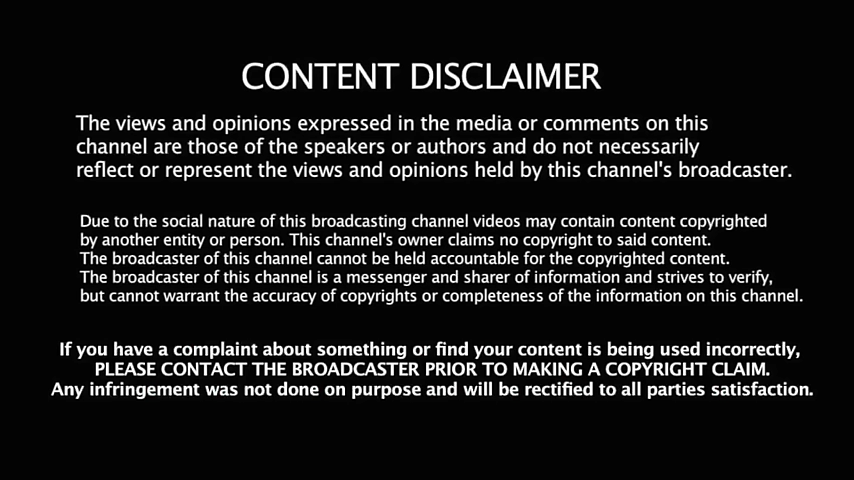 CONTENT DISCLAIMER
The views and opinions expressed in the media or comments on this
channel are those of the speakers or authors and do not necessarily
reflect or represent the views and opinions held by this channel's broadcaster.
Due to the social nature of this broadcasting channel videos may contain content copyrighted
by another entity or person. This channel's owner claims no copyright to said content.
The broadcaster of this channel cannot be held accountable for the copyrighted content.
The broadcaster of this channel is a messenger and sharer of information and strives to verify,
but cannot warrant the accuracy of copyrights or completeness of the information on this channel.
If you have a complaint about something or find your content is being used incorrectly,
PLEASE CONTACT THE BROADCASTER PRIOR TO MAKING A COPYRIGHT CLAIM.
Any infringement was not done on purpose and will be rectified to all parties satisfaction.